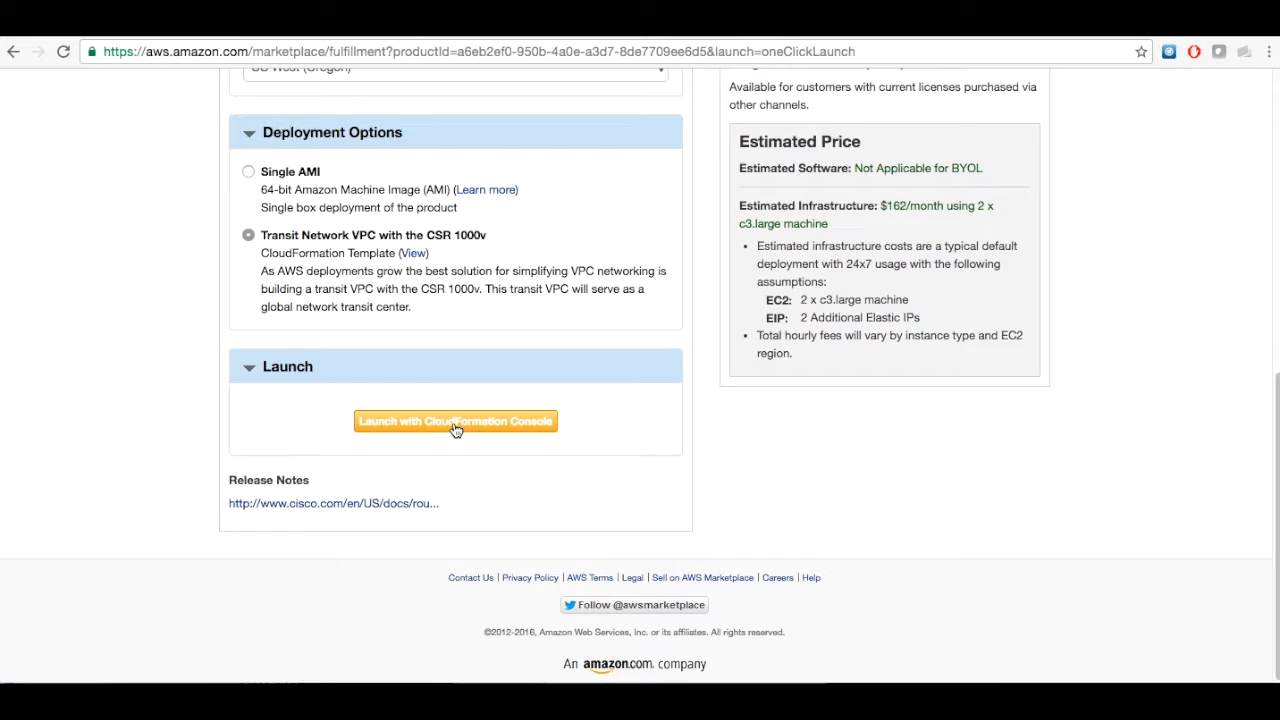 https://aws.amazon.com/marketplace/fulfillment?productId=a6eb2ef0-950b-4a0e-a3d7-8de7709ee6d5&launch=oneClickLaunch
US West (Oregon)
Deployment Options
Single AMI
64-bit Amazon Machine Image (AMI) (Learn more)
Single box deployment of the product
Transit Network VPC with the CSR 1000v
CloudFormation Template (View)
As AWS deployments grow the best solution for simplifying VPC networking is
building a transit VPC with the CSR 1000v. This transit VPC will serve as a
global network transit center.
Launch
Launch with CloudFormation Console
Release Notes
http://www.cisco.com/en/US/docs/rou...
Available for customers with current licenses purchased via
other channels.
Estimated Price
Estimated Software: Not Applicable for BYOL
Estimated Infrastructure: $162/month using 2 x
c3.large machine
• Estimated infrastructure costs are a typical default
deployment with 24x7 usage with the following
assumptions:
EC2: 2 x c3.large machine
EIP: 2 Additional Elastic IPs
• Total hourly fees will vary by instance type and EC2
region.
Contact Us | Privacy Policy | AWS Terms | Legal | Sell on AWS Marketplace | Careers | Help
Follow @awsmarketplace
©2012-2016, Amazon Web Services, Inc. or its affiliates. All rights reserved.
An amazon.com company